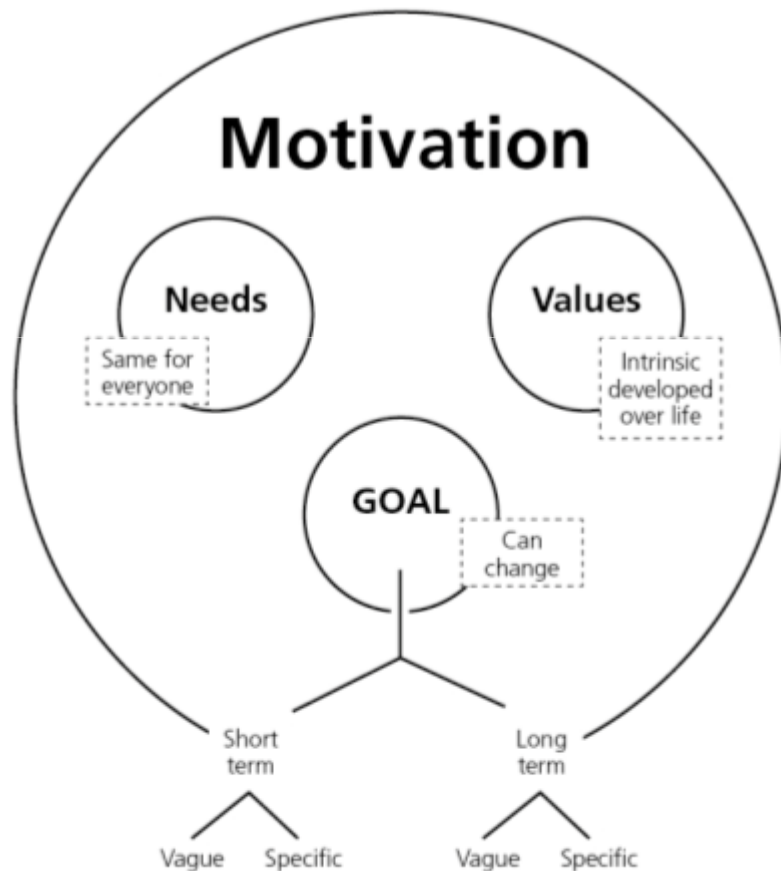 Motivation
Needs
Same for
everyone
Values
Intrinsic
developed
over life
GOAL
Can
change
Short
term
Long
term
Vague
Specific
Vague
Specific